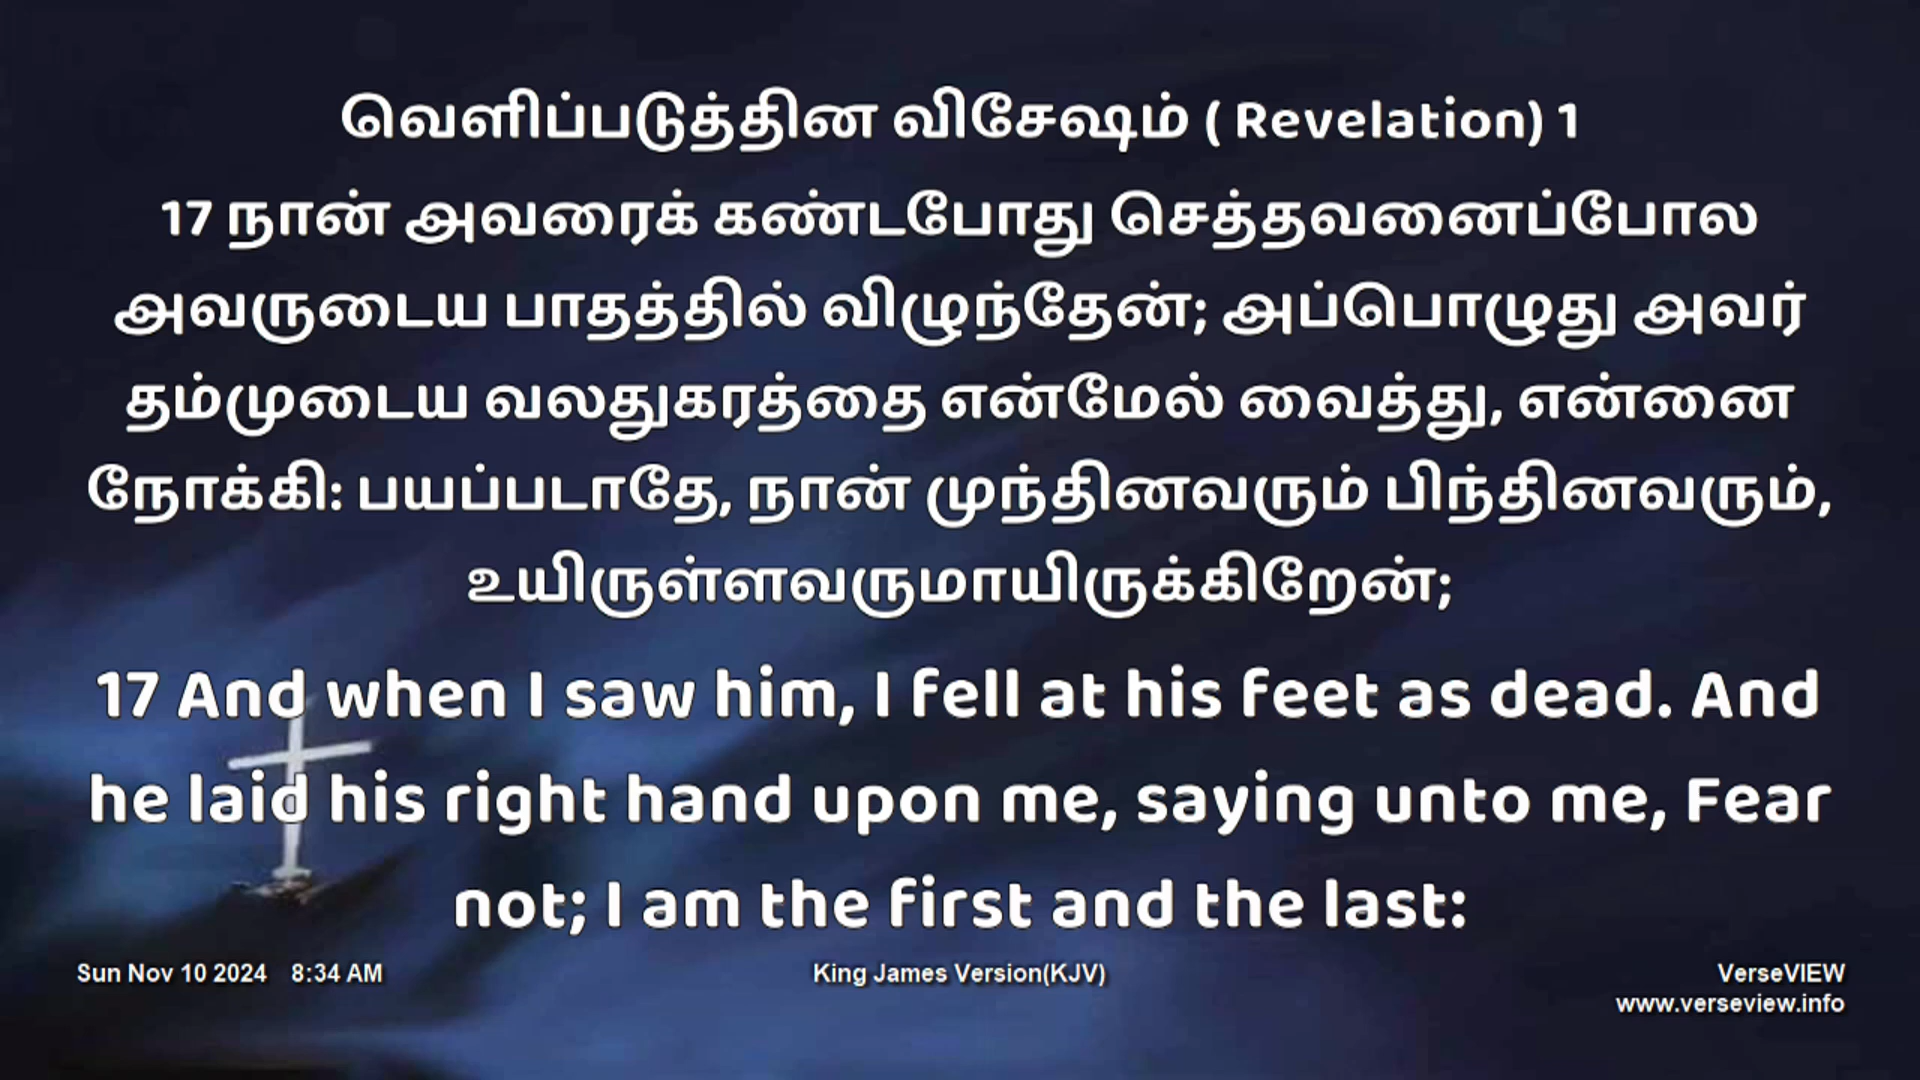 வெளிப்படுத்தின விசேஷம் ( Revelation) 1
17 நான் அவரைக் கண்டபோது செத்தவனைப்போல
அவருடைய பாதத்தில் விழுந்தேன்; அப்பொழுது அவர்
தம்முடைய வலதுகரத்தை என்மேல் வைத்து, என்னை
நோக்கி: பயப்படாதே, நான் முந்தினவரும் பிந்தினவரும்,
உயிருள்ளவருமாயிருக்கிறேன்;
17 And when I saw him, I fell at his feet as dead. And
he laid his right hand upon me, saying unto me, Fear
not; I am the first and the last:
Sun Nov 10 2024 8:34 AM
King James Version(KJV)
VerseVIEW
www.verseview.info